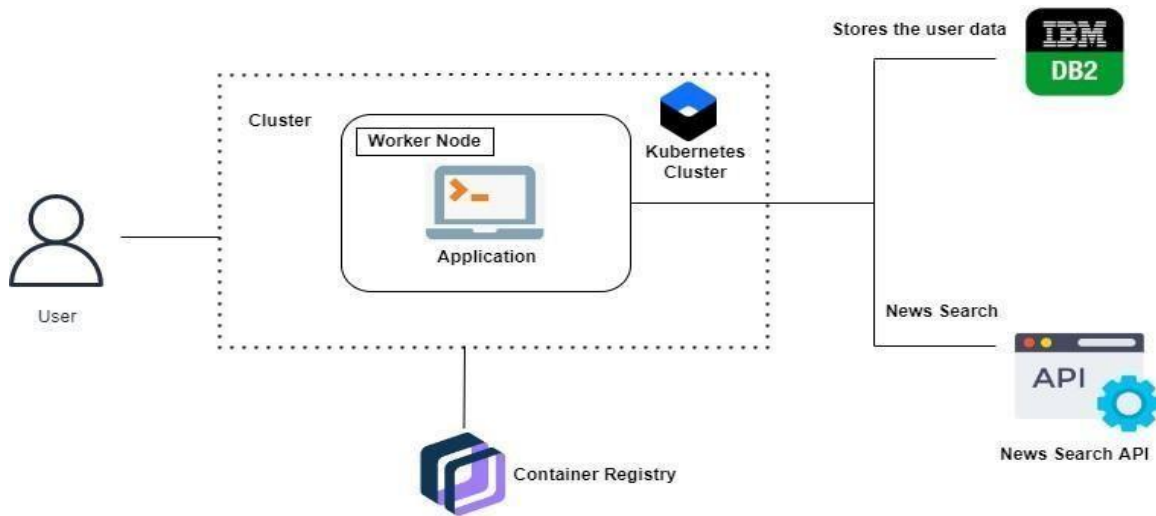 Stores the user data
IBM
DB2
Cluster
Worker Node
Kubernetes
Cluster
>_
Application
User
News Search
API
News Search API
Container Registry